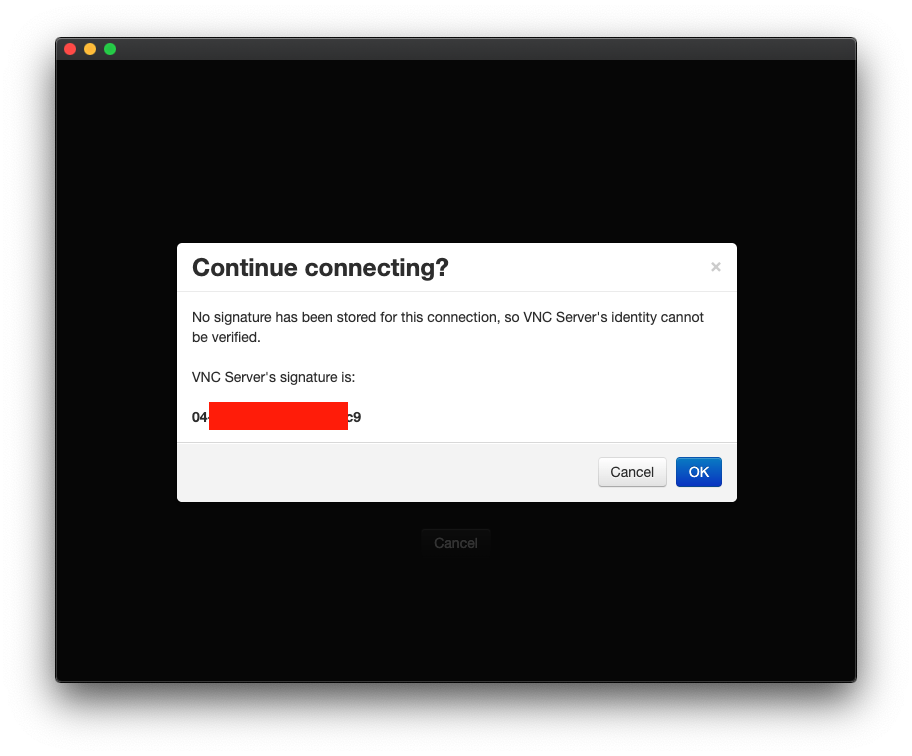 Continue connecting?
×
No signature has been stored for this connection, so VNC Server's identity cannot
be verified.
VNC Server's signature is:
04- c9
Cancel
OK
Cancel